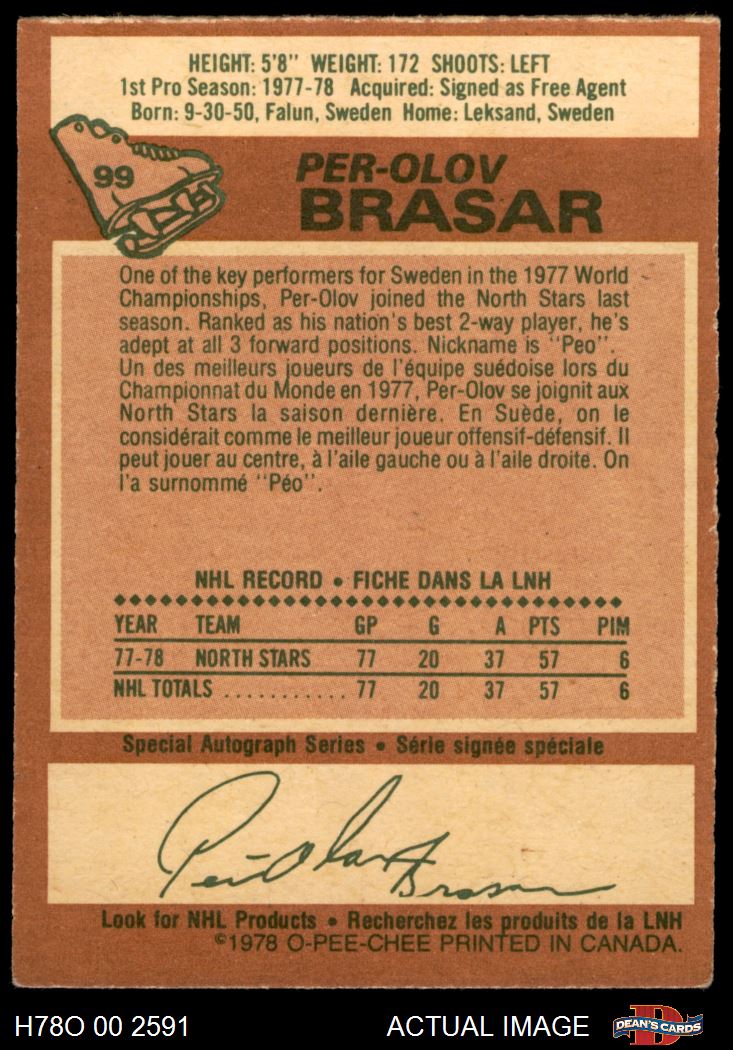 HEIGHT: 5'8" WEIGHT: 172 SHOOTS: LEFT
1st Pro Season: 1977-78 Acquired: Signed as Free Agent
Born: 9-30-50, Falun, Sweden Home: Leksand, Sweden
99
PER-OLOV
BRASAR
One of the key performers for Sweden in the 1977 World
Championships, Per-Olov joined the North Stars last
season. Ranked as his nation's best 2-way player, he's
adept at all 3 forward positions. Nickname is "Peo".
Un des meilleurs joueurs de l'équipe suédoise lors du
Championnat du Monde en 1977, Per-Olov se joignit aux
North Stars la saison dernière. En Suède, on le
considérait comme le meilleur joueur offensif-défensif. Il
peut jouer au centre, à l'aile gauche ou à l'aile droite. On
l'a surnommé "Péo".
NHL RECORD • FICHE DANS LA LNH
YEAR TEAM GP G A PTS PIM
77-78 NORTH STARS 77 20 37 57 6
NHL TOTALS ........... 77 20 37 57 6
Special Autograph Series • Série signée spéciale
Per-Olov Brasar
Look for NHL Products • Recherchez les produits de la LNH
©1978 O-PEE-CHEE PRINTED IN CANADA.
H78O 00 2591 ACTUAL IMAGE D DEAN'S CARDS